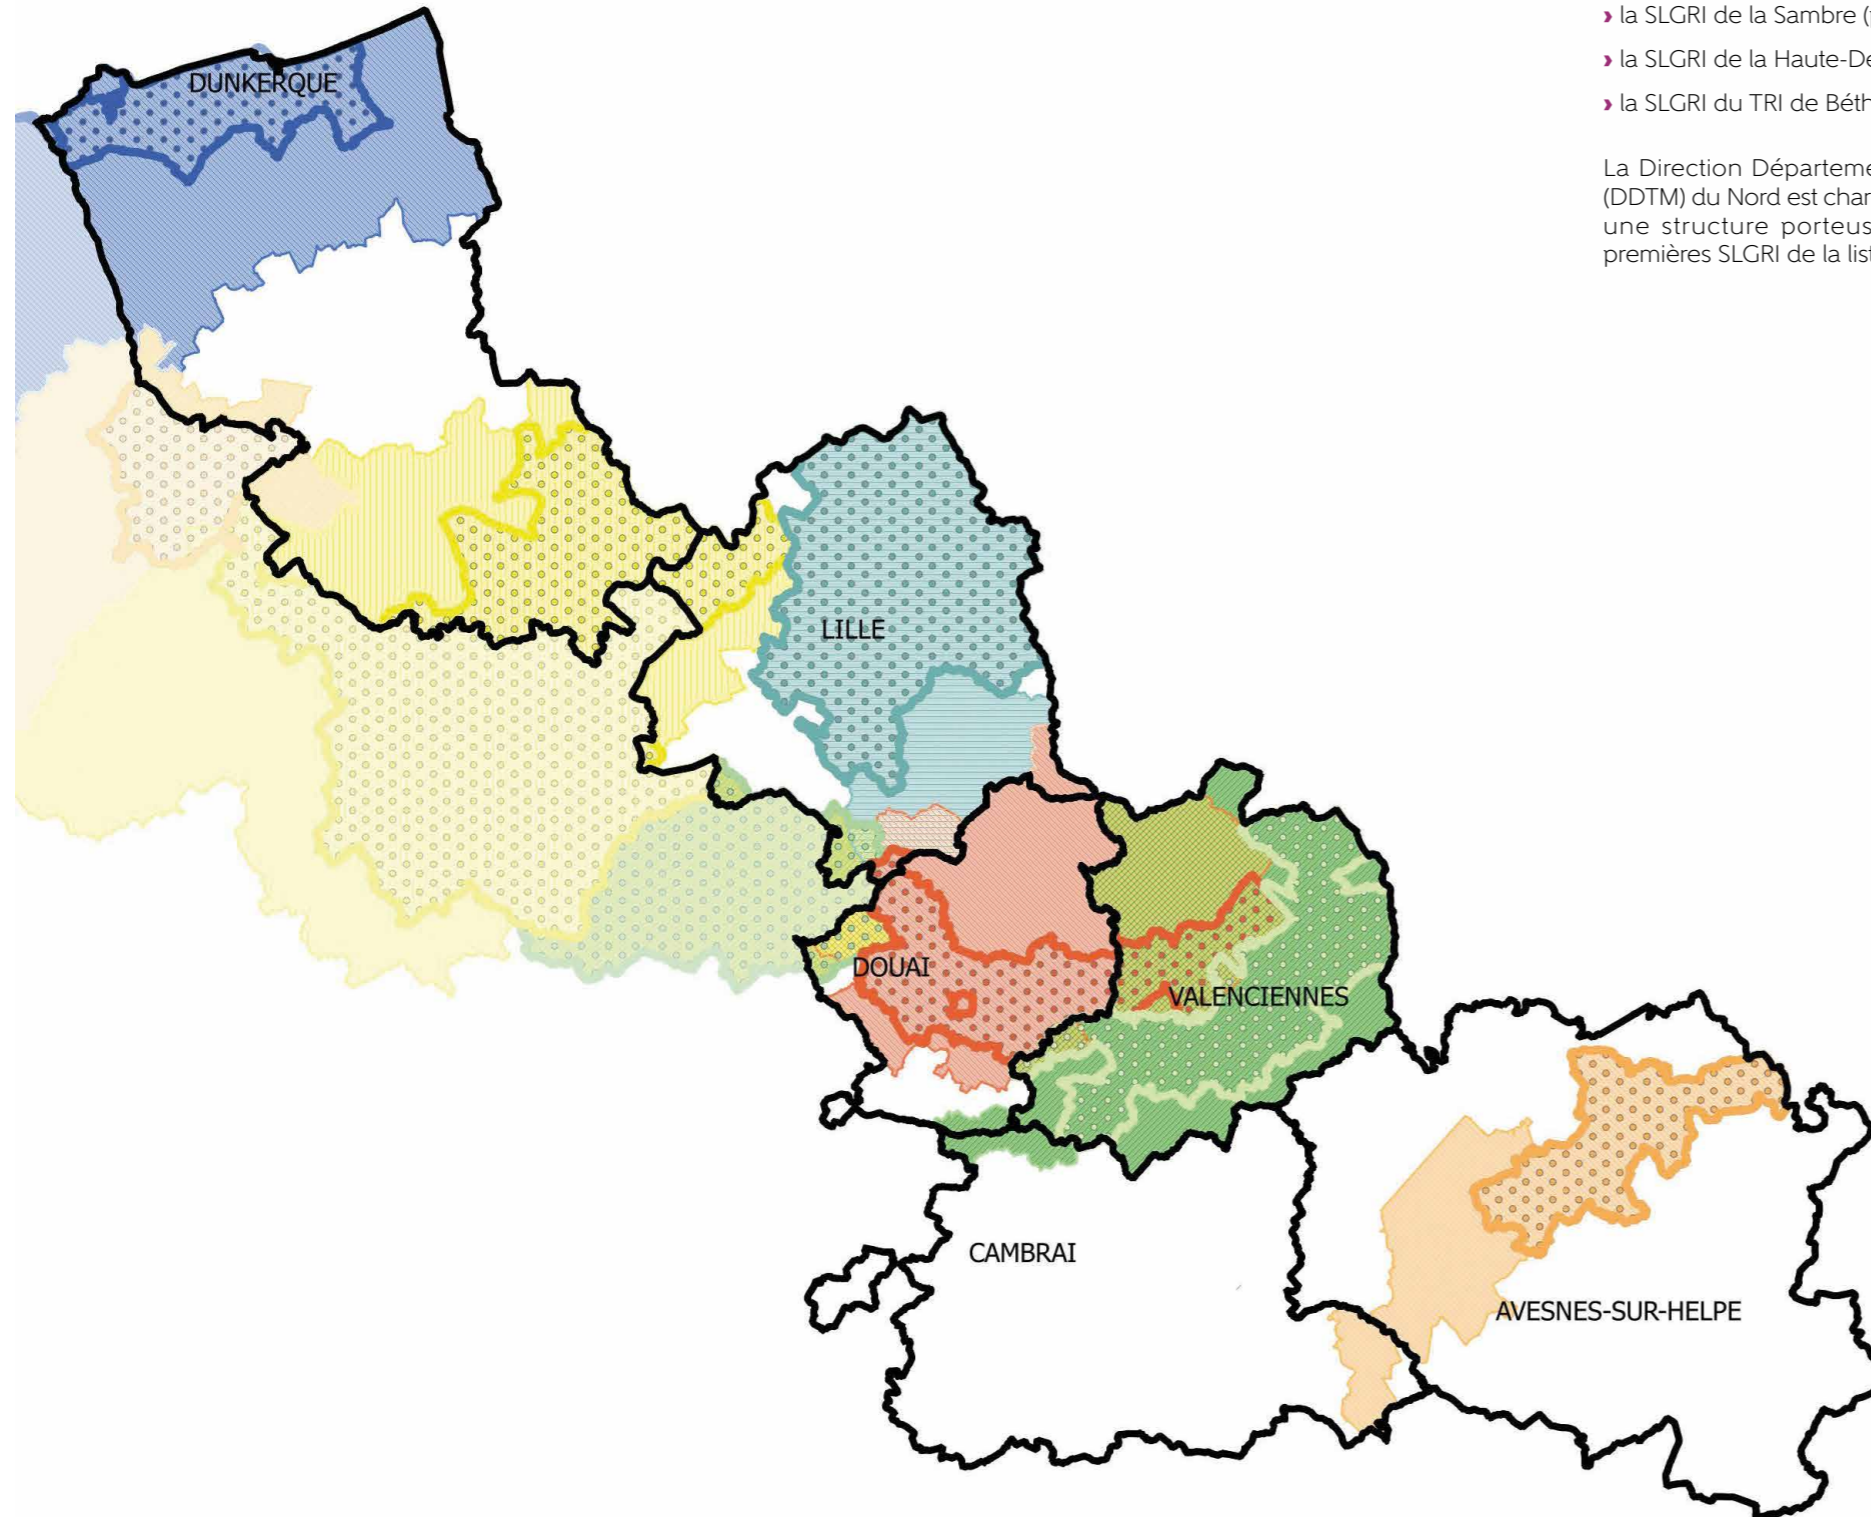 › la SLGRI de la Sambre (
› la SLGRI de la Haute-De
› la SLGRI du TRI de Béth
La Direction Départeme
(DDTM) du Nord est char
une structure porteus
premières SLGRI de la list
DUNKERQUE
LILLE
DOUAI
VALENCIENNES
CAMBRAI
AVESNES-SUR-HELPE